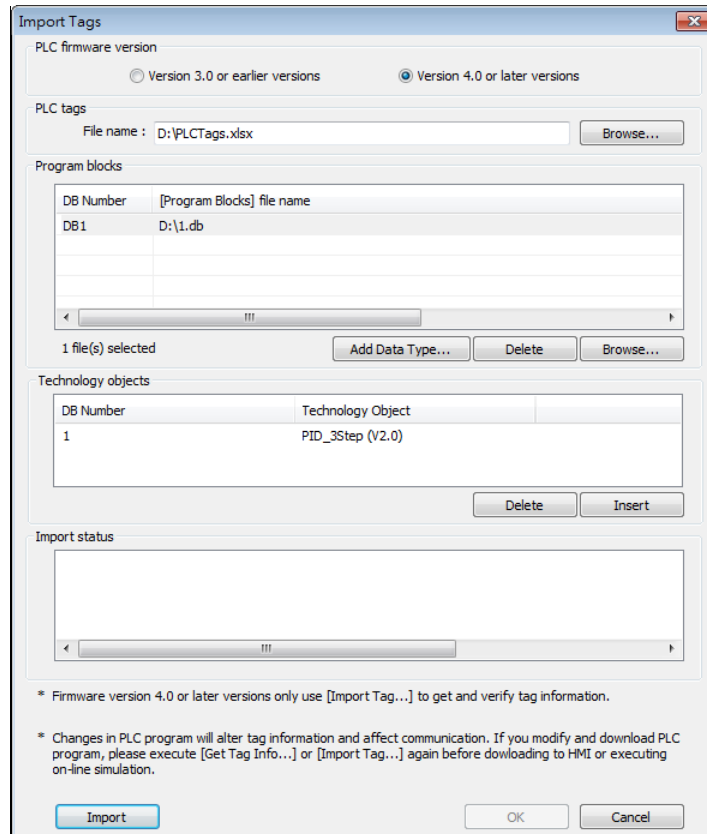 Import Tags
PLC firmware version
Version 3.0 or earlier versions
Version 4.0 or later versions
PLC tags
File name : D:\PLCTags.xlsx Browse...
Program blocks
DB Number [Program Blocks] file name
DB1 D:\1.db
1 file(s) selected Add Data Type... Delete Browse...
Technology objects
DB Number Technology Object
1 PID_3Step (V2.0)
Delete Insert
Import status
* Firmware version 4.0 or later versions only use [Import Tag...] to get and verify tag information.
* Changes in PLC program will alter tag information and affect communication. If you modify and download PLC
program, please execute [Get Tag Info...] or [Import Tag...] again before dowloading to HMI or executing
on-line simulation.
Import OK Cancel